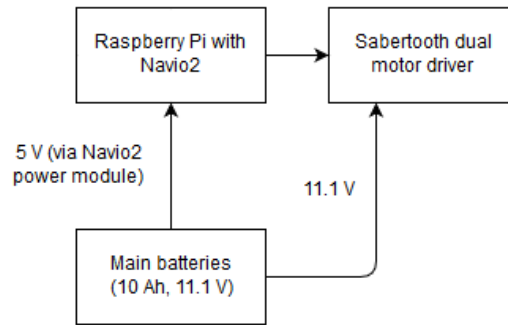 Raspberry Pi with
Navio2
Sabertooth dual
motor driver
5 V (via Navio2
power module)
11.1 V
Main batteries
(10 Ah, 11.1 V)